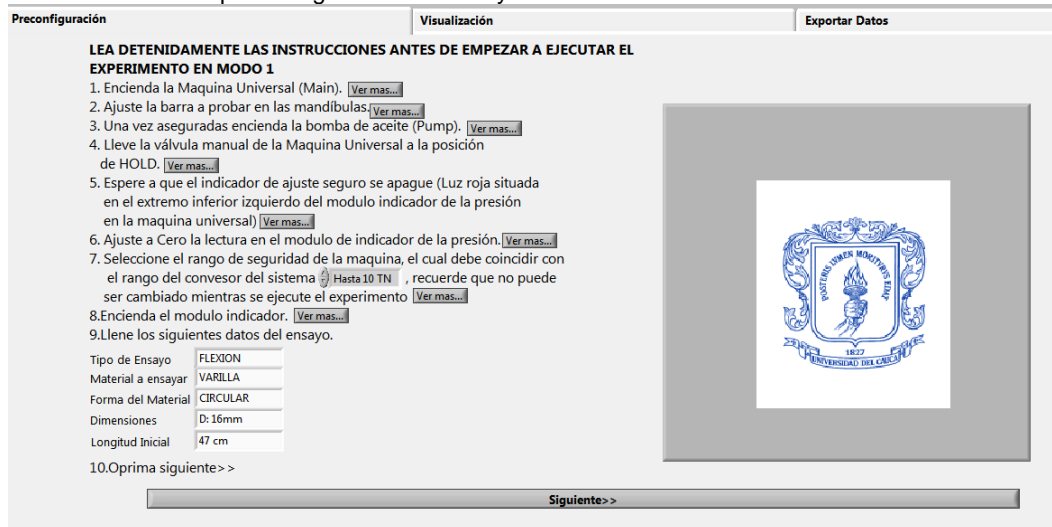 Preconfiguración
Visualización
Exportar Datos
LEA DETENIDAMENTE LAS INSTRUCCIONES ANTES DE EMPEZAR A EJECUTAR EL
EXPERIMENTO EN MODO 1
1. Encienda la Maquina Universal (Main). Ver mas...
2. Ajuste la barra a probar en las mandíbulas. Ver mas...
3. Una vez aseguradas encienda la bomba de aceite (Pump). Ver mas...
4. Lleve la válvula manual de la Maquina Universal a la posición
de HOLD. Ver mas...
5. Espere a que el indicador de ajuste seguro se apague (Luz roja situada
en el extremo inferior izquierdo del modulo indicador de la presión
en la maquina universal) Ver mas...
6. Ajuste a Cero la lectura en el modulo de indicador de la presión. Ver mas...
7. Seleccione el rango de seguridad de la maquina, el cual debe coincidir con
el rango del convesor del sistema Hasta 10 TN , recuerde que no puede
ser cambiado mientras se ejecute el experimento Ver mas...
8.Encienda el modulo indicador. Ver mas...
9.Llene los siguientes datos del ensayo.
Tipo de Ensayo FLEXION
Material a ensayar VARILLA
Forma del Material CIRCULAR
Dimensiones D: 16mm
Longitud Inicial 47 cm
10.Oprima siguiente>>
POSTERIS LVMEN MORITVRVS EDAT
1827
UNIVERSIDAD DEL CAUCA
Siguiente>>